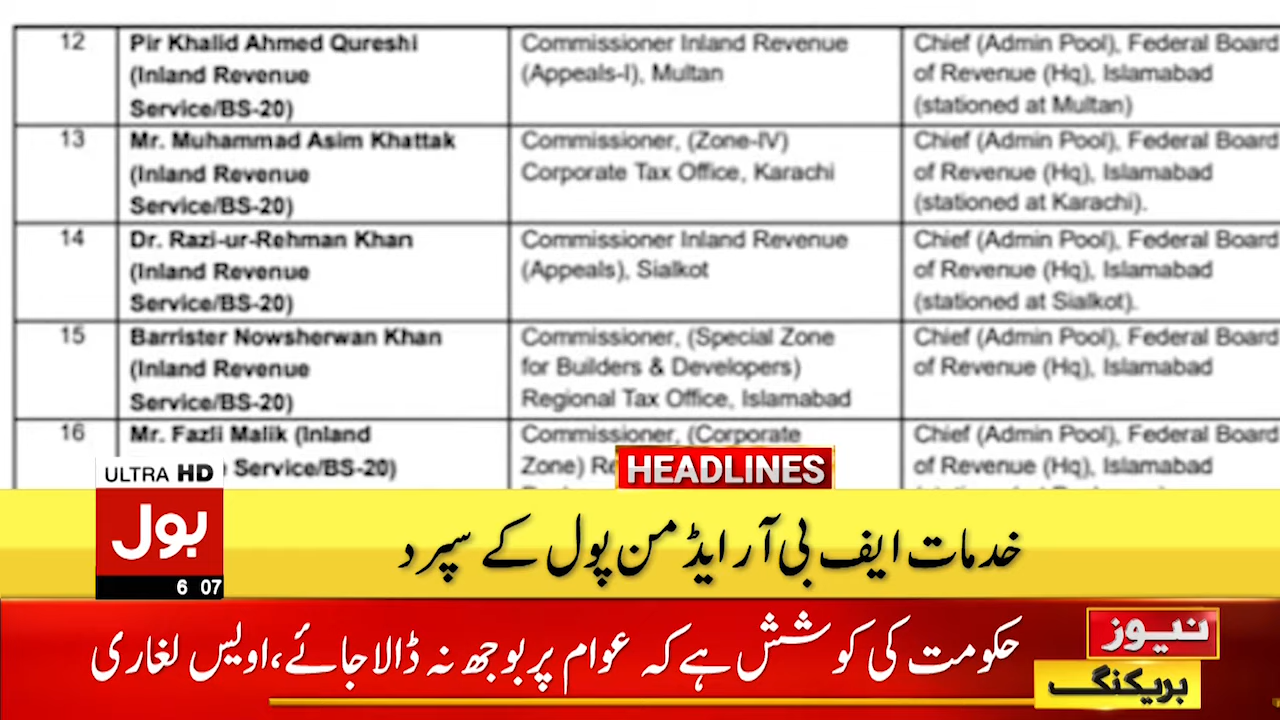 12
Pir Khalid Ahmed Qureshi
(Inland Revenue
Service/BS-20)
Commissioner Inland Revenue
(Appeals-I), Multan
Chief (Admin Pool), Federal Board
of Revenue (Hq), Islamabad
(stationed at Multan)
13
Mr. Muhammad Asim Khattak
(Inland Revenue
Service/BS-20)
Commissioner, (Zone-IV)
Corporate Tax Office, Karachi
Chief (Admin Pool), Federal Board
of Revenue (Hq), Islamabad
(stationed at Karachi).
14
Dr. Razi-ur-Rehman Khan
(Inland Revenue
Service/BS-20)
Commissioner Inland Revenue
(Appeals), Sialkot
Chief (Admin Pool), Federal Board
of Revenue (Hq), Islamabad
(stationed at Sialkot).
15
Barrister Nowsherwan Khan
(Inland Revenue
Service/BS-20)
Commissioner, (Special Zone
for Builders & Developers)
Regional Tax Office, Islamabad
Chief (Admin Pool), Federal Board
of Revenue (Hq), Islamabad
16
Mr. Fazli Malik (Inland
Service/BS-20)
Commissioner, (Corporate
Zone)
Chief (Admin Pool), Federal Board
of Revenue (Hq), Islamabad
HEADLINES
ULTRA HD
بول
6 07
خدمات ایف بی آر ایڈمن پول کے سپرد
حکومت کی کوشش ہے کہ عوام پر بوجھ نہ ڈالا جائے، اویس لغاری
نیوز
بریکنگ